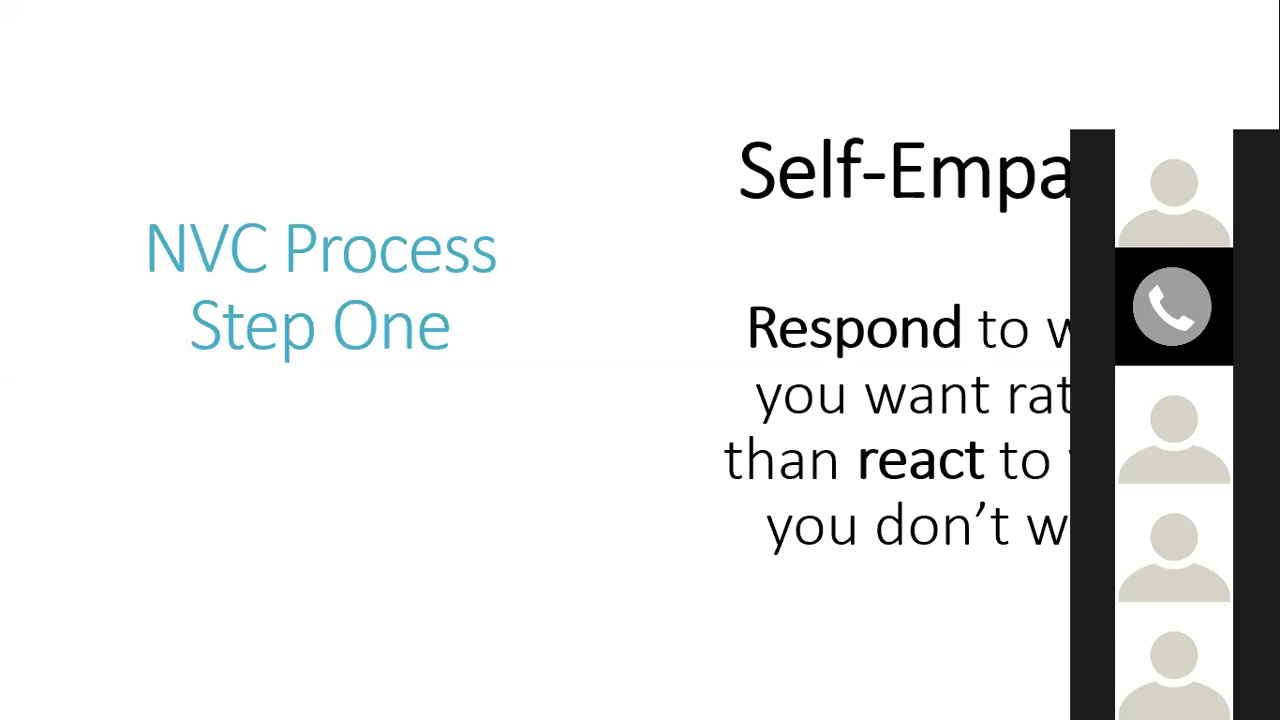 NVC Process
Step One
Self-Empa
Respond to w
you want rat
than react to
you don’t w